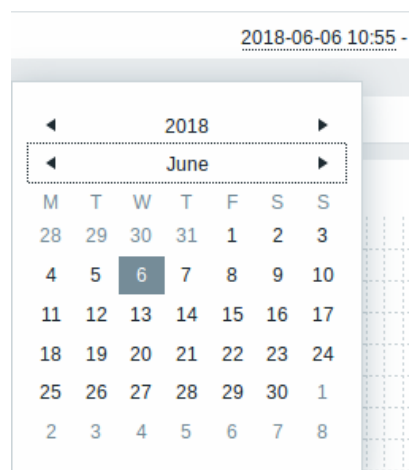 2018-06-06 10:55 -
2018
June
M T W T F S S
28 29 30 31 1 2 3
4 5 6 7 8 9 10
11 12 13 14 15 16 17
18 19 20 21 22 23 24
25 26 27 28 29 30 1
2 3 4 5 6 7 8